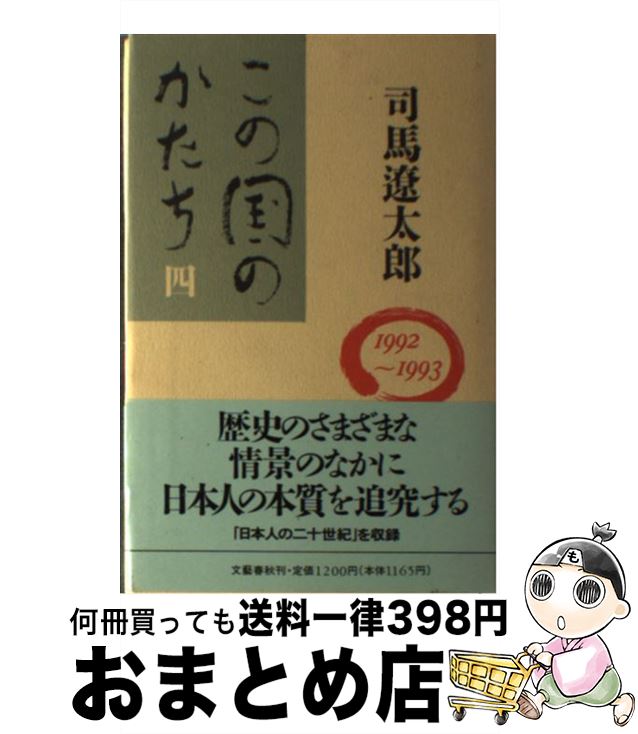 この国の
かたち 四
司馬遼太郎
1992
〜1993
歴史のさまざまな
情景のなかに
日本人の本質を追究する
「日本人の二十世紀」を収録
文藝春秋刊・定価1200円(本体1165円)
も
何冊買っても送料一律398円
おまとめ店